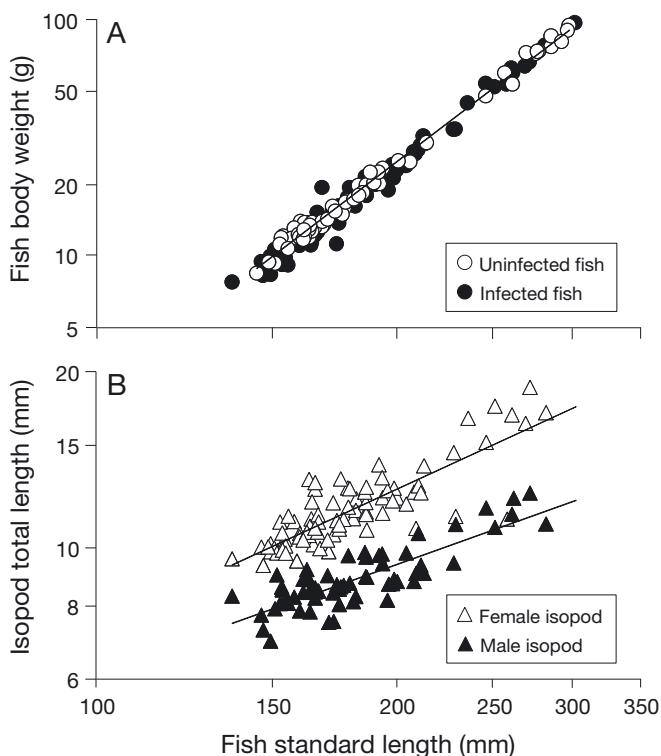 A
Fish body weight (g)
100
50
20
10
5
Uninfected fish
Infected fish
B
Isopod total length (mm)
20
15
10
8
6
Female isopod
Male isopod
100
150
200
250
300
350
Fish standard length (mm)